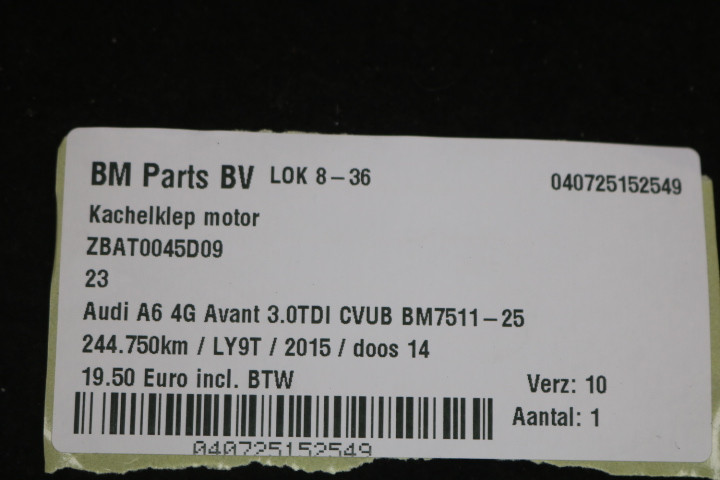 BM Parts BV LOK 8-36 040725152549
Kachelklep motor
ZBAT0045D09
23
Audi A6 4G Avant 3.0TDI CVUB BM7511-25
244.750km / LY9T / 2015 / doos 14
19.50 Euro incl. BTW Verz: 10
Aantal: 1
040725152549